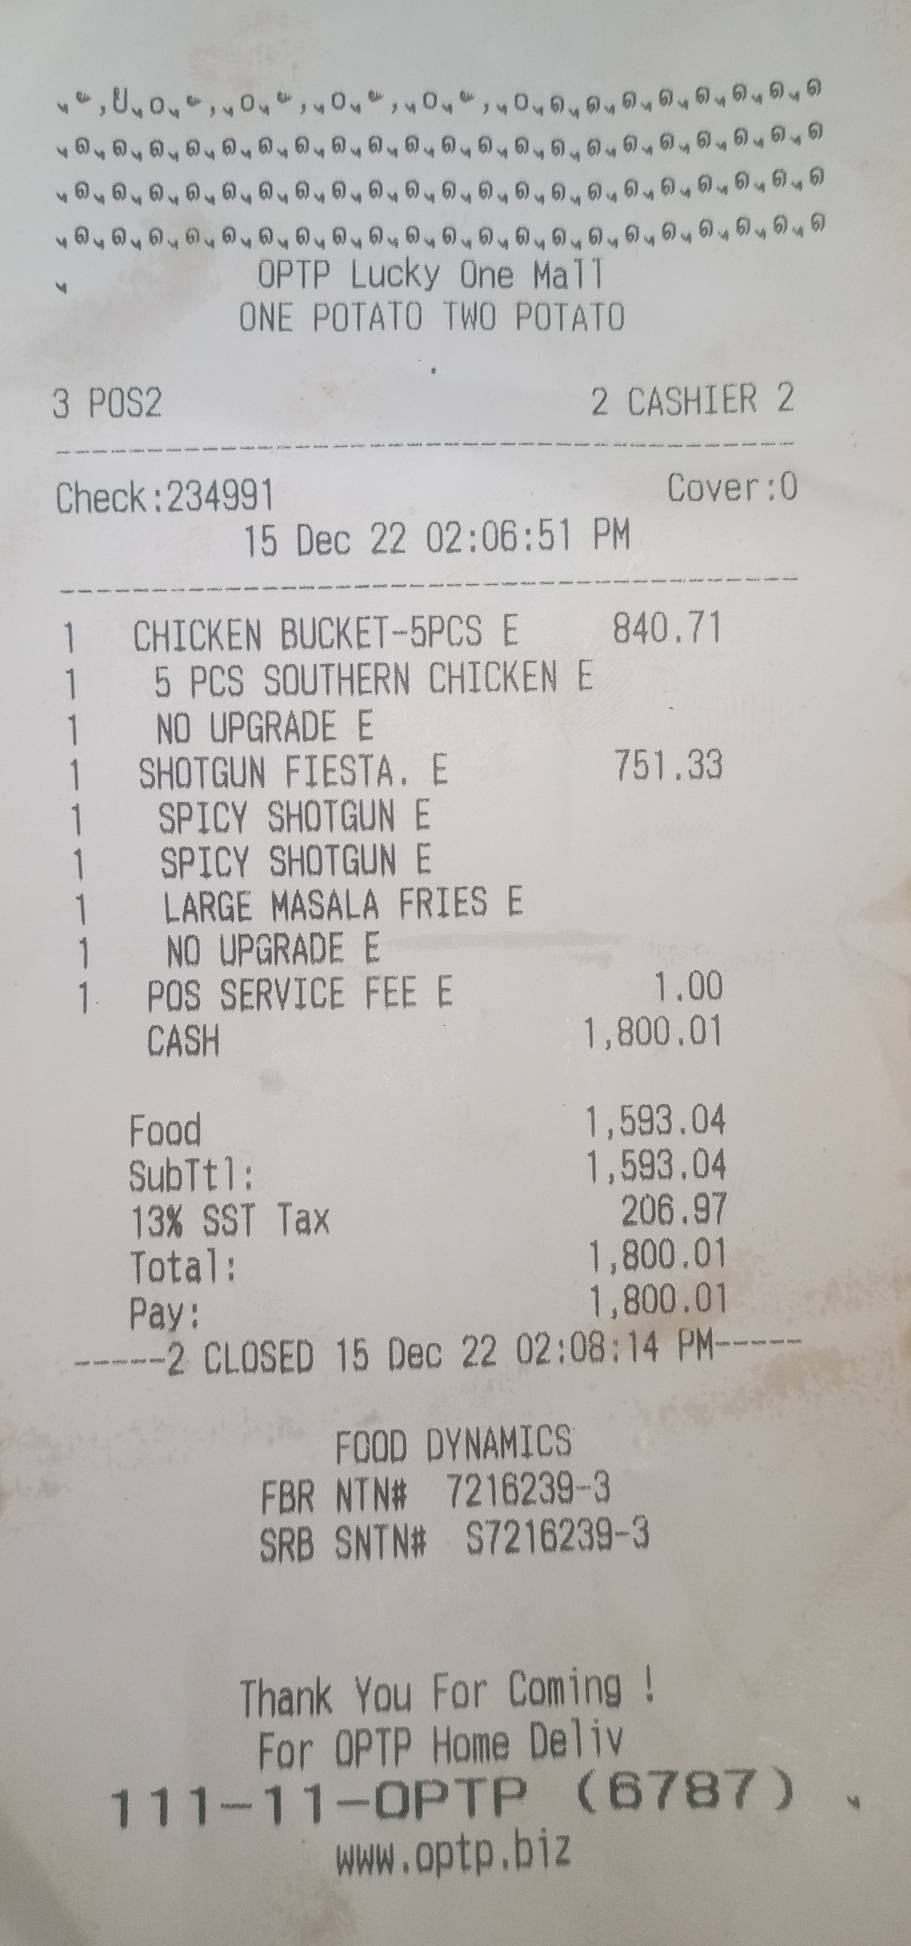 OPTP Lucky One Mall
ONE POTATO TWO POTATO
3 POS2 2 CASHIER 2
Check:234991 Cover:0
15 Dec 22 02:06:51 PM
1 CHICKEN BUCKET-5PCS E 840.71
1 5 PCS SOUTHERN CHICKEN E
1 NO UPGRADE E
1 SHOTGUN FIESTA. E 751.33
1 SPICY SHOTGUN E
1 SPICY SHOTGUN E
1 LARGE MASALA FRIES E
1 NO UPGRADE E
1 POS SERVICE FEE E 1.00
CASH 1,800.01
Food 1,593.04
SubTtl: 1,593.04
13% SST Tax 206.97
Total: 1,800.01
Pay: 1,800.01
-----2 CLOSED 15 Dec 22 02:08:14 PM-----
FOOD DYNAMICS
FBR NTN# 7216239-3
SRB SNTN# S7216239-3
Thank You For Coming !
For OPTP Home Deliv
111-11-OPTP (6787)
www.optp.biz